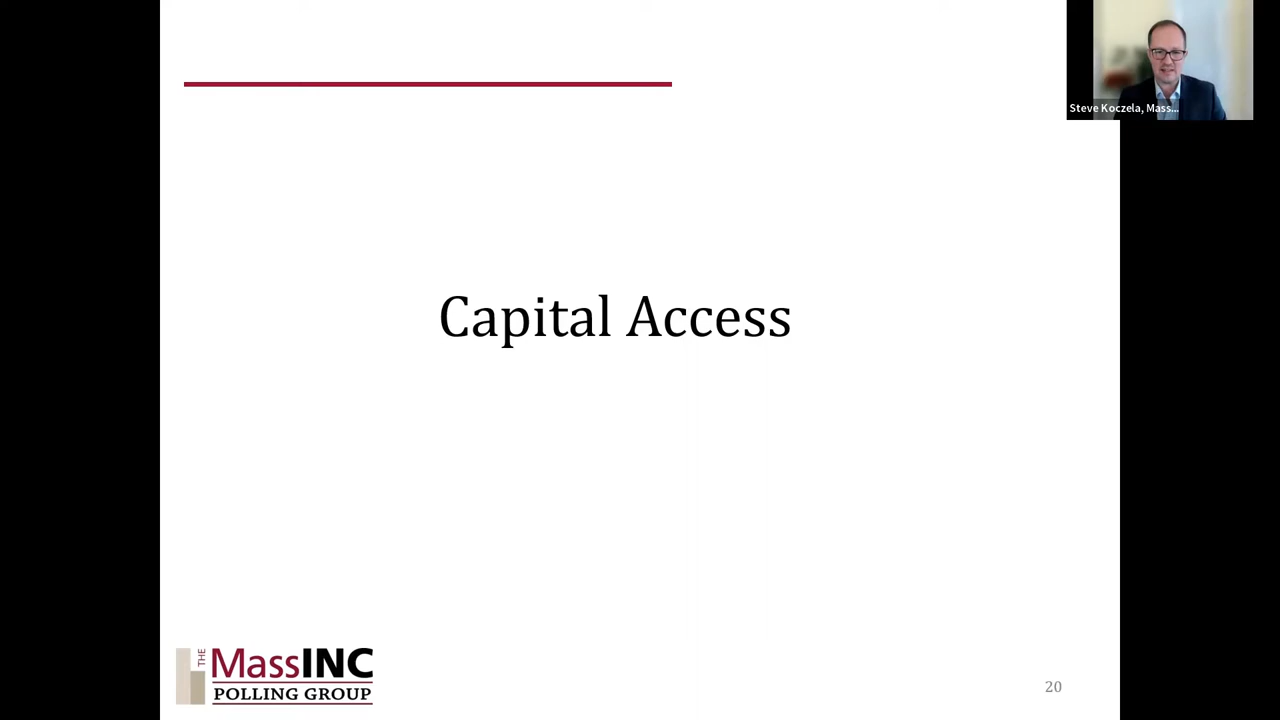 Steve Koczela, Mass...
Capital Access
THE
MassINC
POLLING GROUP
20